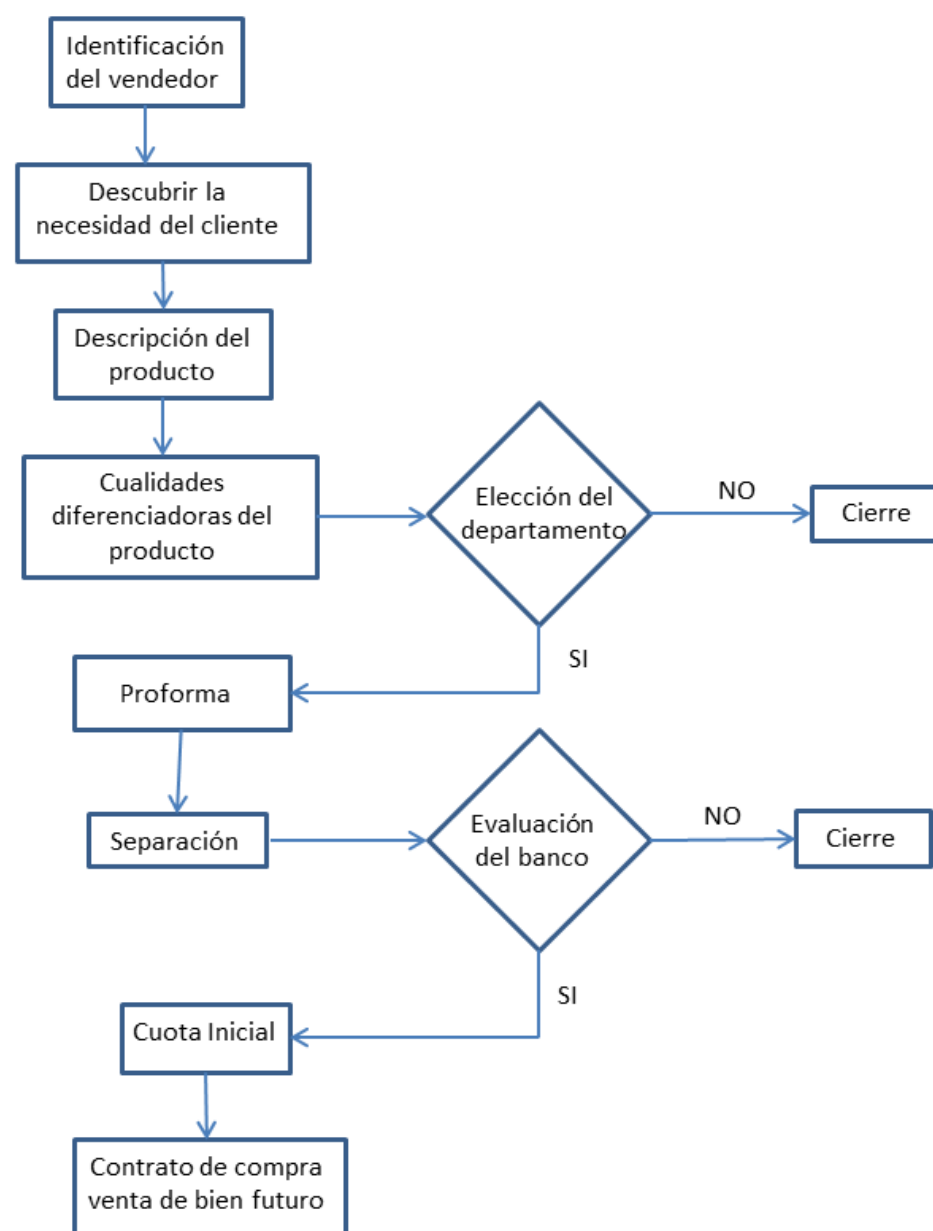 Identificación
del vendedor
Descubrir la
necesidad del cliente
Descripción del
producto
Cualidades
diferenciadoras del
producto
Elección del
departamento
NO
Cierre
SI
Proforma
Separación
Evaluación
del banco
NO
Cierre
SI
Cuota Inicial
Contrato de compra
venta de bien futuro